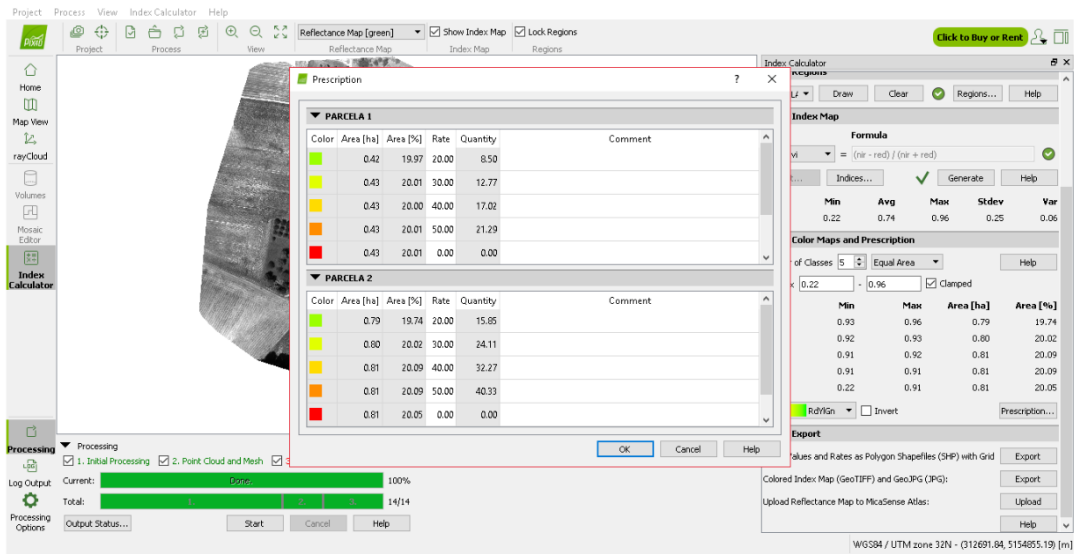 Project Process View Index Calculator Help
PIX4D
Project
Process
View
Reflectance Map [green]
Reflectance Map
Show Index Map
Index Map
Lock Regions
Regions
Click to Buy or Rent
Home
Map View
rayCloud
Volumes
Mosaic
Editor
Index
Calculator
Processing
Log Output
Processing
Options
Prescription ? ×
PARCELA 1
Color Area [ha] Area [%] Rate Quantity Comment
0.42 19.97 20.00 8.50
0.43 20.01 30.00 12.77
0.43 20.00 40.00 17.02
0.43 20.01 50.00 21.29
0.43 20.01 0.00 0.00
PARCELA 2
Color Area [ha] Area [%] Rate Quantity Comment
0.79 19.74 20.00 15.85
0.80 20.02 30.00 24.11
0.81 20.09 40.00 32.27
0.81 20.09 50.00 40.33
0.81 20.05 0.00 0.00
OK Cancel Help
Index Calculator
Regions
Draw Clear Regions... Help
Index Map
Formula
vi = (nir - red) / (nir + red)
Indices... Generate Help
Min Avg Max Stdev Var
0.22 0.74 0.96 0.25 0.06
Color Maps and Prescription
of Classes 5 Equal Area Help
0.22 - 0.96 Clamped
Min Max Area [ha] Area [%]
0.93 0.96 0.79 19.74
0.92 0.93 0.80 20.02
0.91 0.92 0.81 20.09
0.91 0.91 0.81 20.09
0.22 0.91 0.81 20.05
RdYlGn Invert Prescription...
Export
Values and Rates as Polygon Shapefiles (SHP) with Grid Export
Colored Index Map (GeoTIFF) and GeoJPG (JPG): Export
Upload Reflectance Map to MicaSense Atlas: Upload
Help
Processing
1. Initial Processing 2. Point Cloud and Mesh
Current: Done. 100%
Total: 1. 2. 3. 14/14
Output Status... Start Cancel Help
WGS84 / UTM zone 32N - (312691.84, 5154855.19) [m]